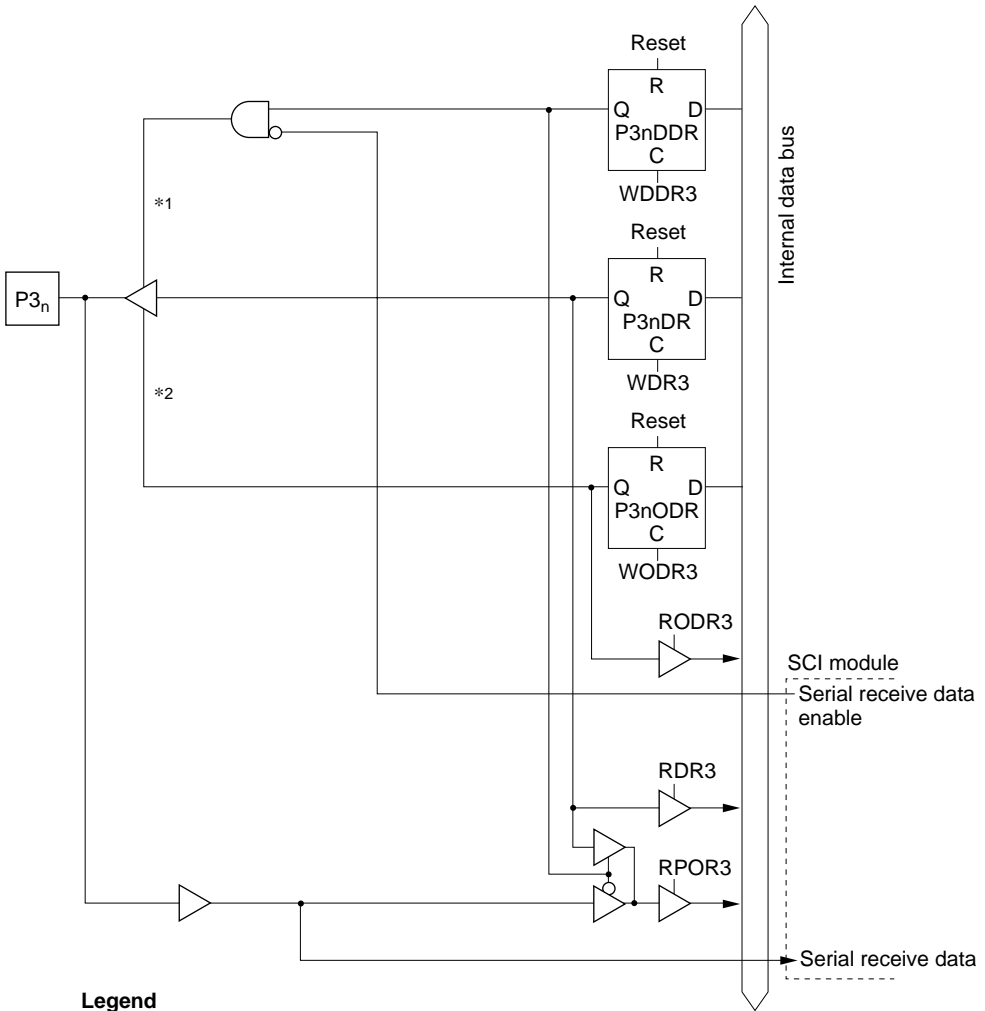 Reset
R
Q D
P3nDDR
C
WDDR3
Internal data bus
*1
Reset
R
P3n
Q D
P3nDR
C
WDR3
*2
Reset
R
Q D
P3nODR
C
WODR3
RODR3
SCI module
Serial receive data
enable
RDR3
RPOR3
Serial receive data
Legend